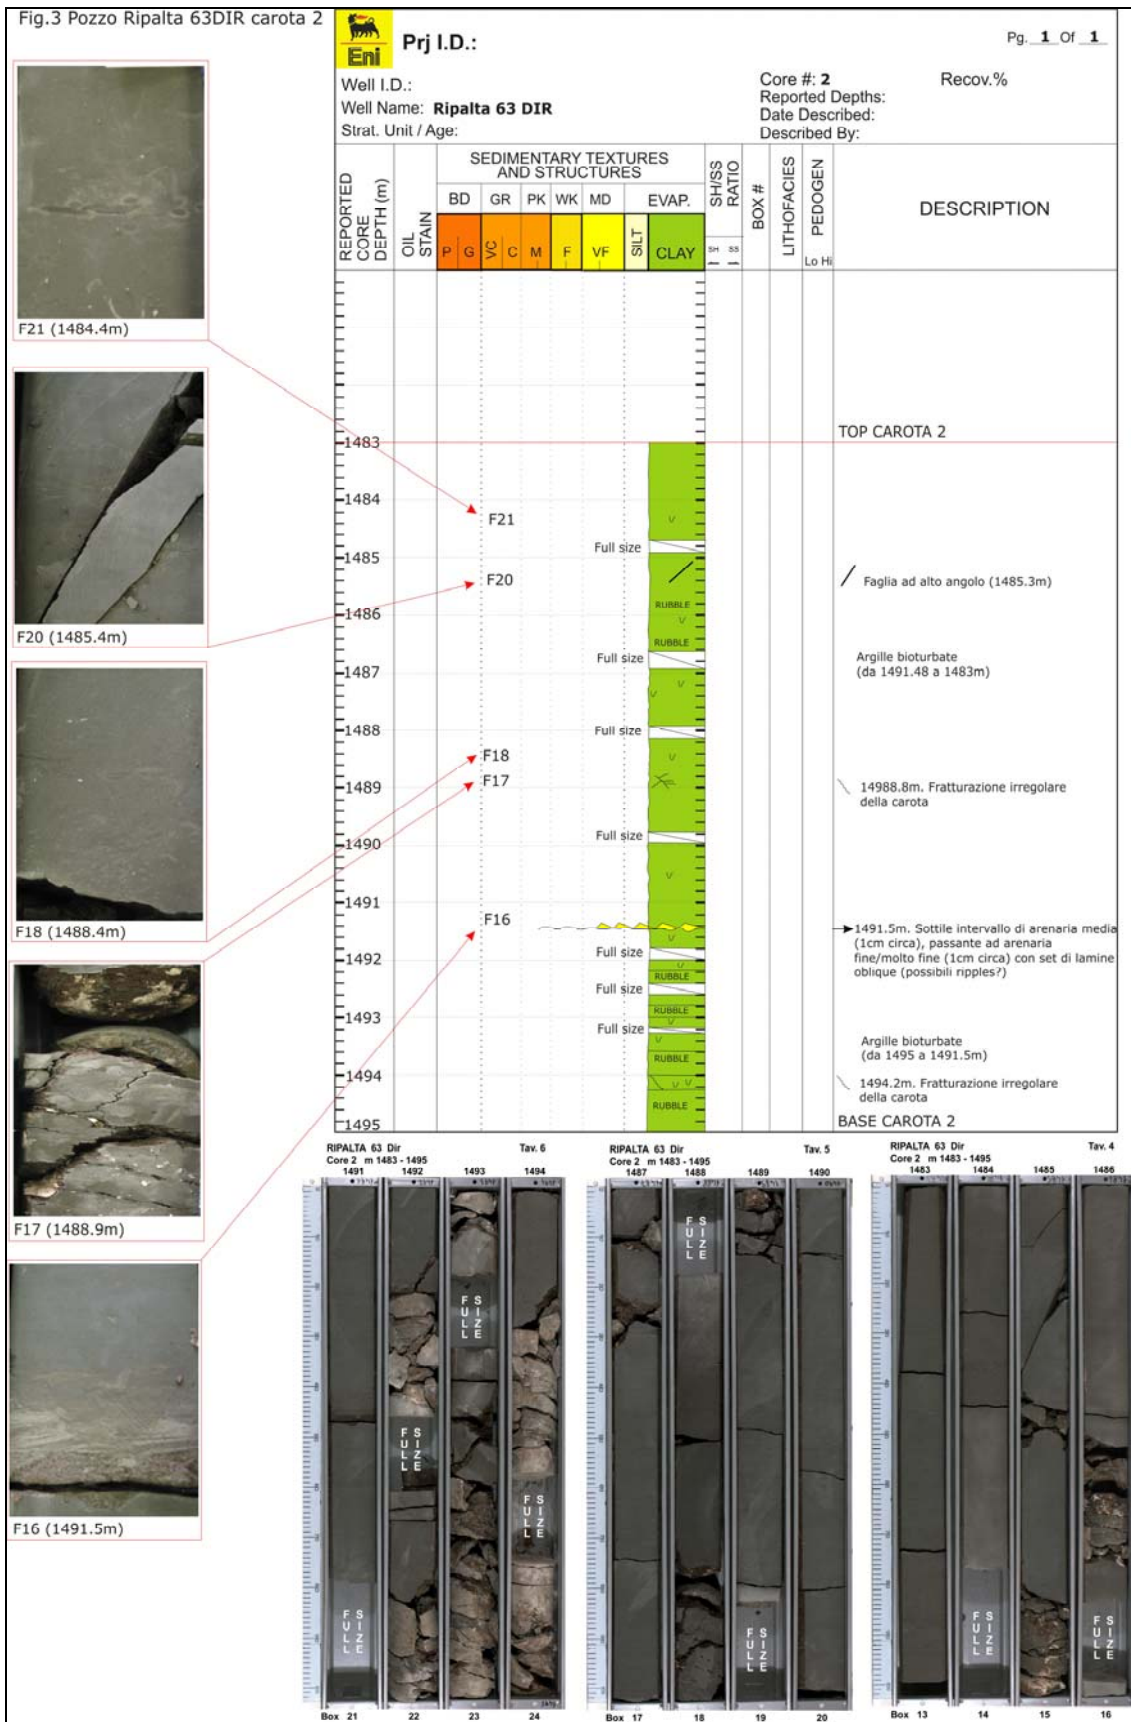 Fig.3 Pozzo Ripalta 63DIR carota 2
Eni
Prj I.D.:
Pg. 1 Of 1
Well I.D.:
Well Name: Ripalta 63 DIR
Strat. Unit / Age:
Core #: 2
Recov.%
Reported Depths:
Date Described:
Described By:
REPORTED CORE DEPTH (m)
OIL STAIN
SEDIMENTARY TEXTURES
AND STRUCTURES
BD GR PK WK MD EVAP.
P G VC C M F VF SILT CLAY
SH/SS RATIO
SH SS
BOX #
LITHOFACIES
PEDOGEN
Lo Hi
DESCRIPTION
F21 (1484.4m)
F20 (1485.4m)
F18 (1488.4m)
F17 (1488.9m)
F16 (1491.5m)
TOP CAROTA 2
1483
1484
F21
Full size
1485
F20
Faglia ad alto angolo (1485.3m)
RUBBLE
1486
RUBBLE
Full size
Argille bioturbate
(da 1491.48 a 1483m)
1487
Full size
1488
F18
F17
1489
14988.8m. Fratturazione irregolare
della carota
Full size
1490
1491
F16
1491.5m. Sottile intervallo di arenaria media
(1cm circa), passante ad arenaria
fine/molto fine (1cm circa) con set di lamine
oblique (possibili ripples?)
Full size
1492
RUBBLE
Full size
RUBBLE
1493
Full size
Argille bioturbate
(da 1495 a 1491.5m)
RUBBLE
1494
1494.2m. Fratturazione irregolare
della carota
RUBBLE
1495
BASE CAROTA 2
RIPALTA 63 Dir Tav. 6
Core 2 m 1483 - 1495
1491 1492 1493 1494
FULL SIZE
FULL SIZE
FULL SIZE
FULL SIZE
Box 21 22 23 24
RIPALTA 63 Dir Tav. 5
Core 2 m 1483 - 1495
1487 1488 1489 1490
FULL SIZE
FULL SIZE
Box 17 18 19 20
RIPALTA 63 Dir Tav. 4
Core 2 m 1483 - 1495
1483 1484 1485 1486
FULL SIZE
FULL SIZE
Box 13 14 15 16